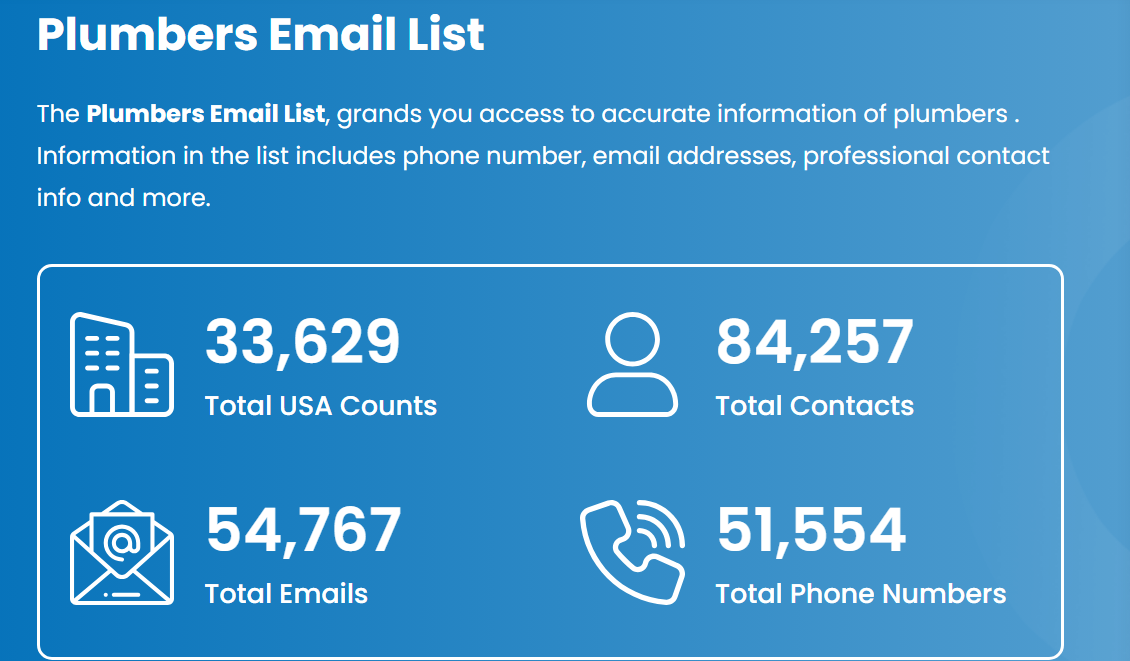 Plumbers Email List
The Plumbers Email List, grands you access to accurate information of plumbers .
Information in the list includes phone number, email addresses, professional contact
info and more.
33,629
Total USA Counts
84,257
Total Contacts
54,767
Total Emails
51,554
Total Phone Numbers